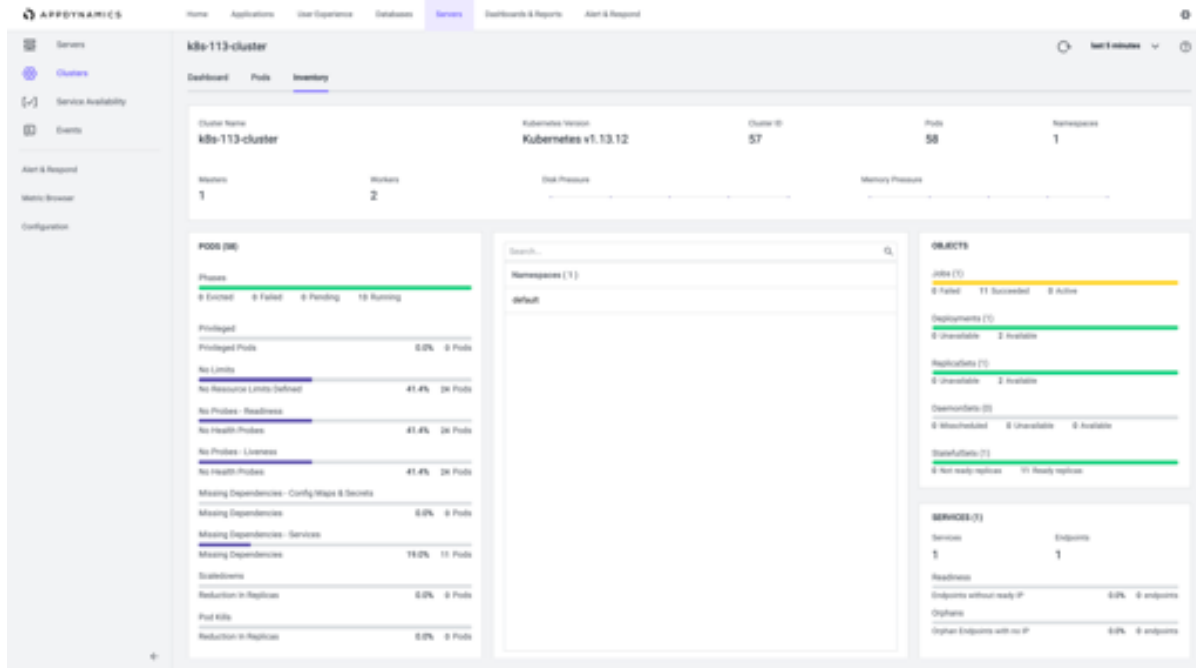 APPDYNAMICS
Home Applications User Experience Databases Servers Dashboards & Reports Alert & Respond
Servers
Clusters
Service Availability
Events
Alert & Respond
Metric Browser
Configuration
k8s-113-cluster
last 5 minutes
Dashboard Pods Inventory
Cluster Name Kubernetes Version Cluster ID Pods Namespaces
k8s-113-cluster Kubernetes v1.13.12 57 58 1
Masters Workers Disk Pressure Memory Pressure
1 2
PODS (58)
Phases
0 Evicted 0 Failed 0 Pending Running
Privileged
Privileged Pods 0.0% 0 Pods
No Limits
No Resource Limits Defined 41.4% 24 Pods
No Probes - Readiness
No Health Probes 41.4% 24 Pods
No Probes - Liveness
No Health Probes 41.4% 24 Pods
Missing Dependencies - Config Maps & Secrets
Missing Dependencies 0.0% 0 Pods
Missing Dependencies - Services
Missing Dependencies 19.0% 11 Pods
Scaledowns
Reduction in Replicas 0.0% 0 Pods
Pod Kills
Reduction in Replicas 0.0% 0 Pods
Search...
Namespaces (1)
default
OBJECTS
Jobs (1)
0 Failed 11 Succeeded 0 Active
Deployments (1)
0 Unavailable 2 Available
ReplicaSets (1)
0 Unavailable 2 Available
DaemonSets (0)
0 Misscheduled 0 Unavailable 0 Available
StatefulSets (1)
0 Not ready replicas 11 Ready replicas
SERVICES (1)
Services Endpoints
1 1
Readiness
Endpoints without ready IP 0.0% 0 endpoints
Orphans
Orphan Endpoints with no IP 0.0% 0 endpoints